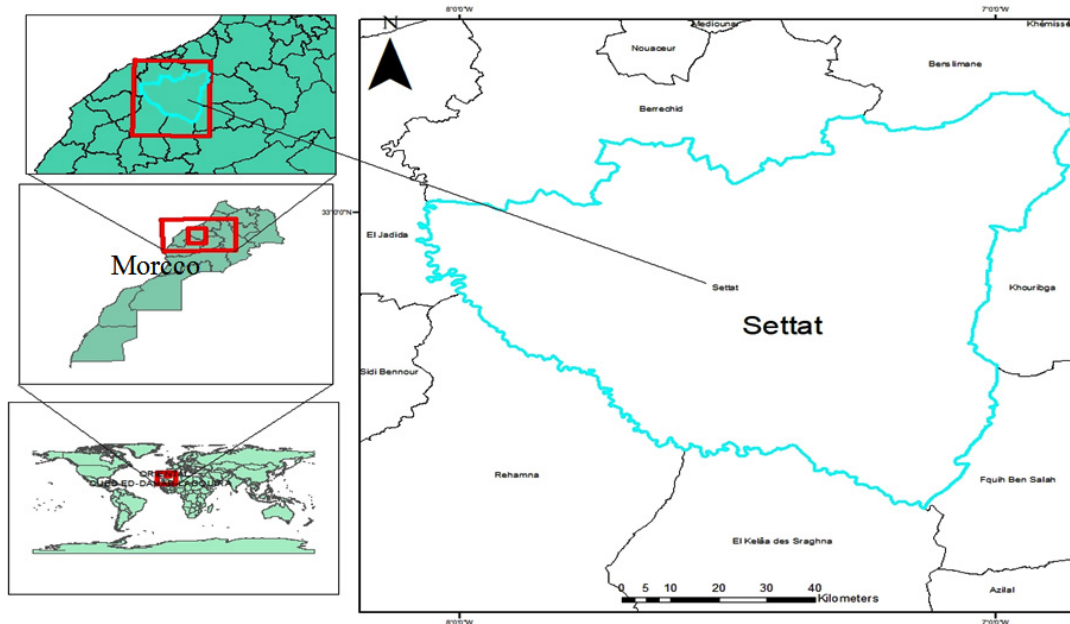 8°0'0"W
7°0'0"W
N
Mediouna
Khémisse
Nouaceur
Benslimane
Berrechid
33°0'0"N
El Jadida
Morcco
Settat
Khouribga
Settat
Sidi Bennour
Rehamna
Fquih Ben Salah
El Kelâa des Sraghna
Azilal
0 5 10 20 30 40
Kilometers
8°0'0"W
7°0'0"W